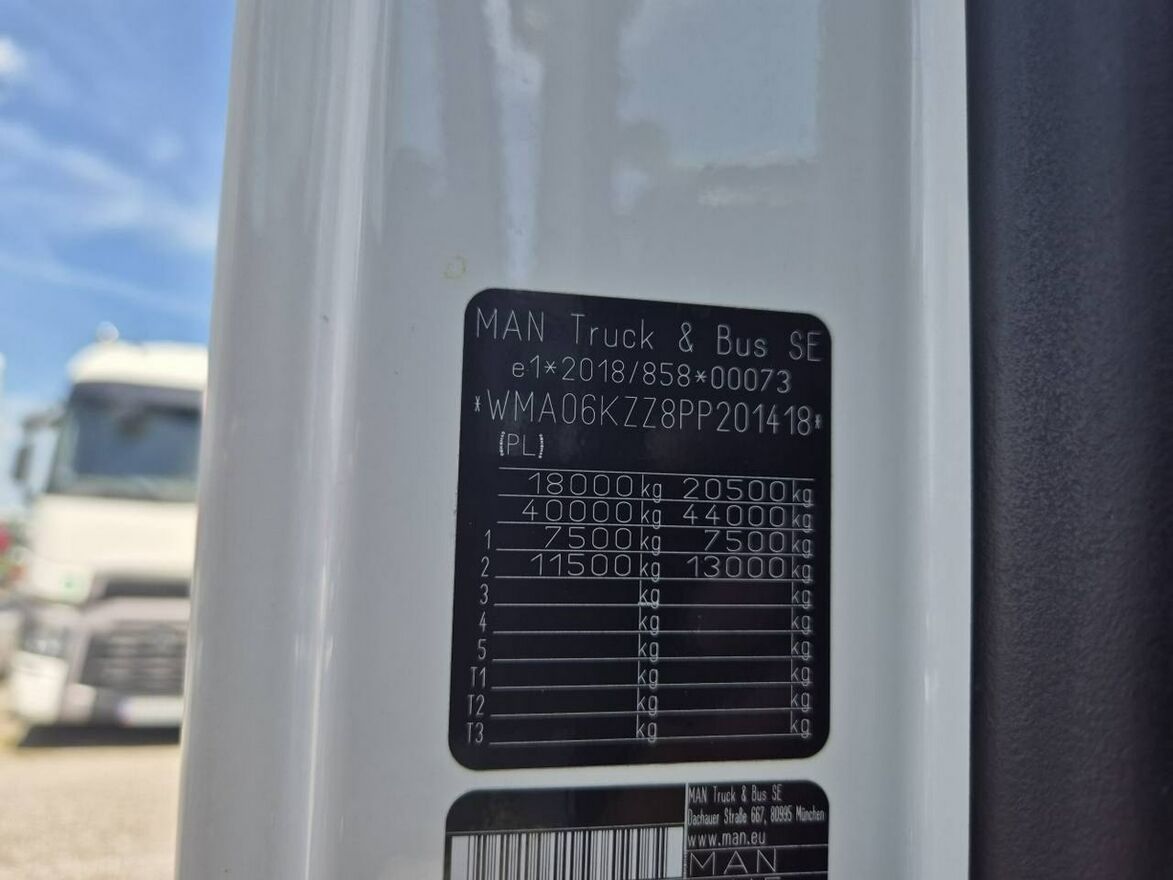 MAN Truck & Bus SE
e1*2018/858*00073
*WMA06KZZ8PP201418*
(PL)
18000kg 20500kg
40000kg 44000kg
1 7500kg 7500kg
2 11500kg 13000kg
3 kg kg
4 kg kg
5 kg kg
T1 kg kg
T2 kg kg
T3 kg kg
MAN Truck & Bus SE
Dachauer Straße 667, 80995 München
www.man.eu
MAN